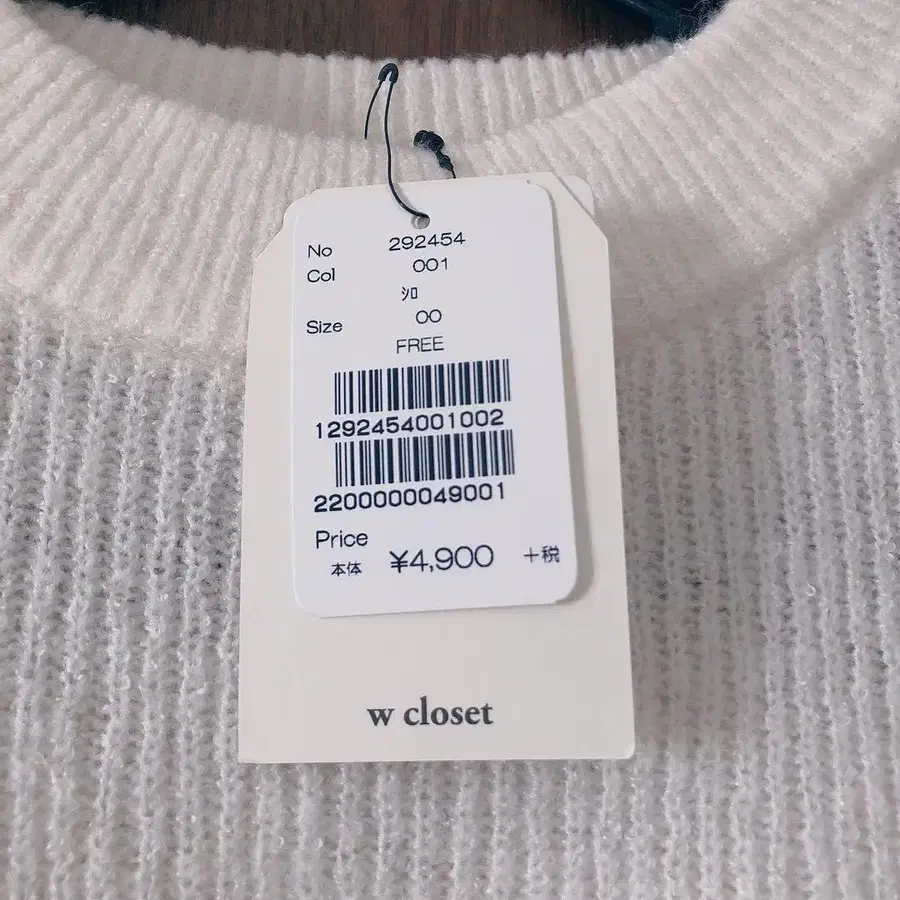 No 292454
Col 001
ｼﾛ
Size 00
FREE
1292454001002
2200000049001
Price
本体 ¥4,900 +税
w closet